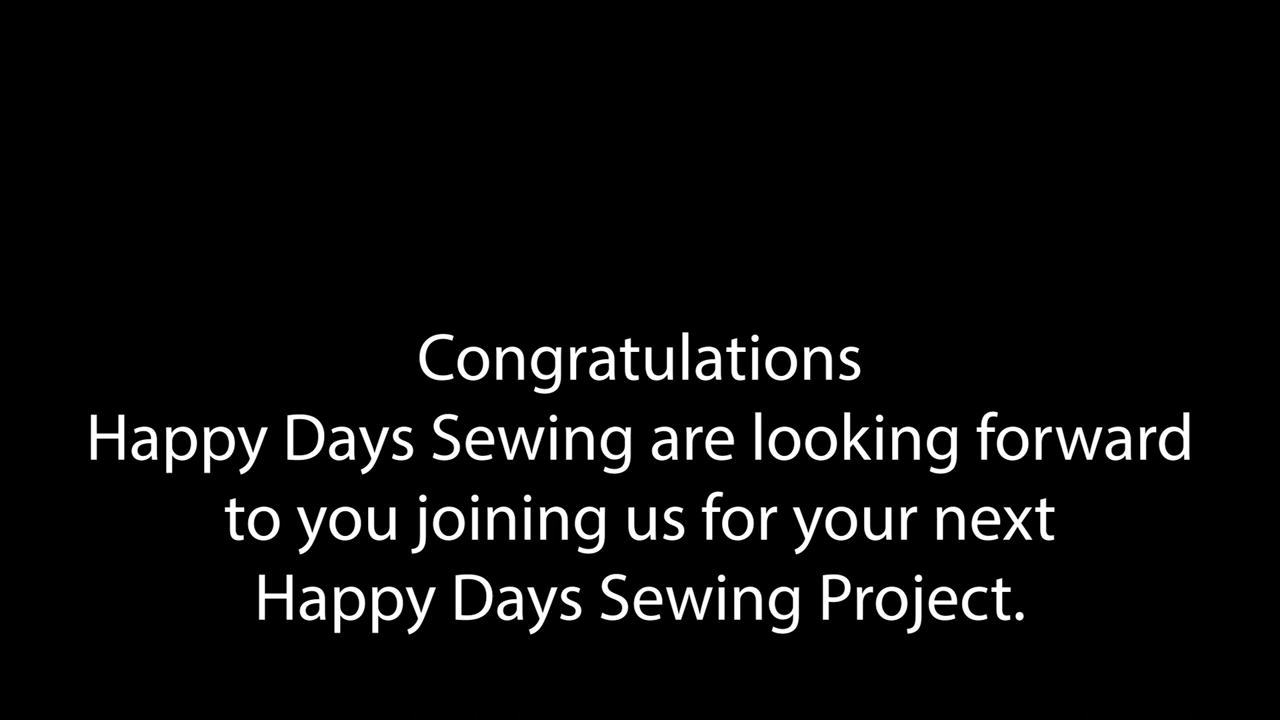 Congratulations
Happy Days Sewing are looking forward
to you joining us for your next
Happy Days Sewing Project.